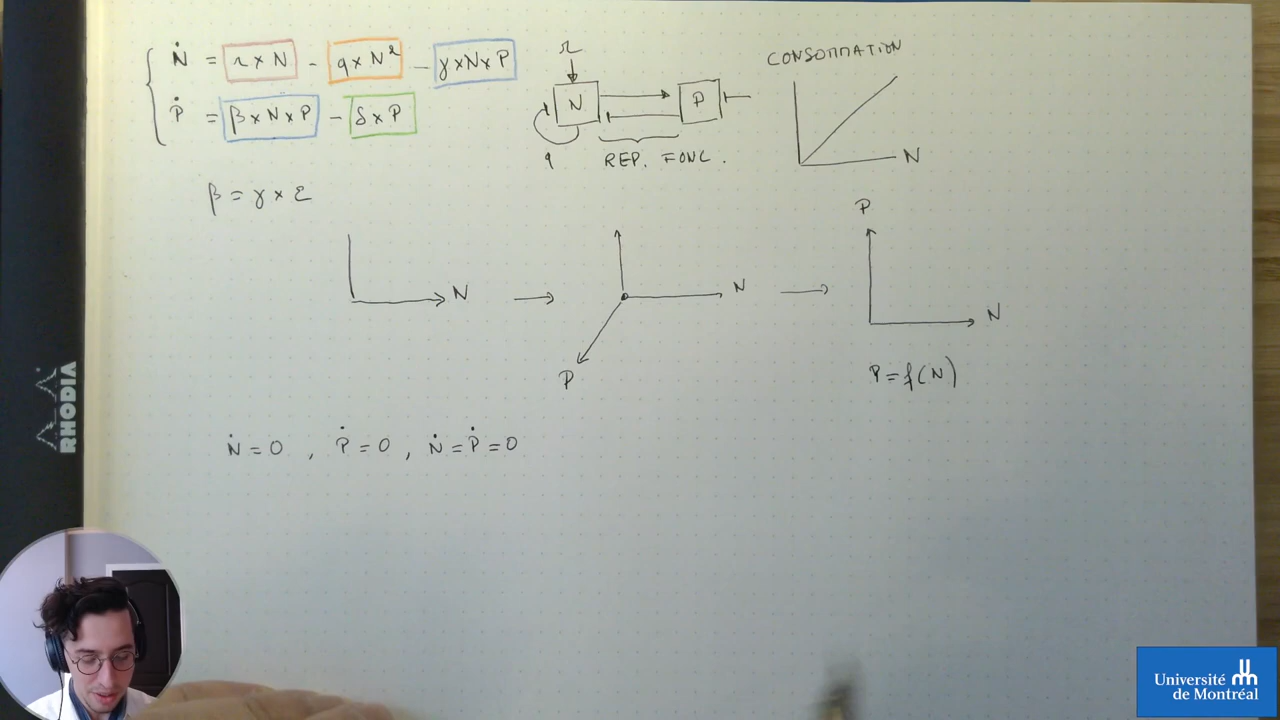 Ṅ = r × N - q × N² - γ × N × P
Ṗ = β × N × P - δ × P
β = γ × ε
r
N
P
q
REP. FONC.
CONSOMMATION
N
N
N
P
P
N
P = f(N)
Ṅ = 0 , Ṗ = 0 , Ṅ = Ṗ = 0
RHODIA
Université
de Montréal